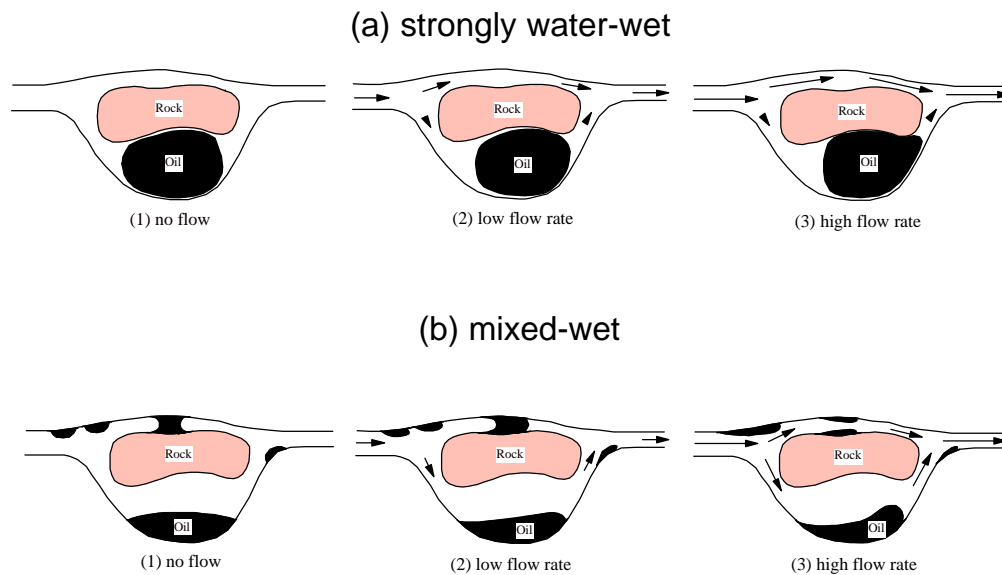 (a) strongly water-wet
Rock
Rock
Rock
Oil
Oil
Oil
(1) no flow
(2) low flow rate
(3) high flow rate
(b) mixed-wet
Rock
Rock
Rock
Oil
Oil
Oil
(1) no flow
(2) low flow rate
(3) high flow rate